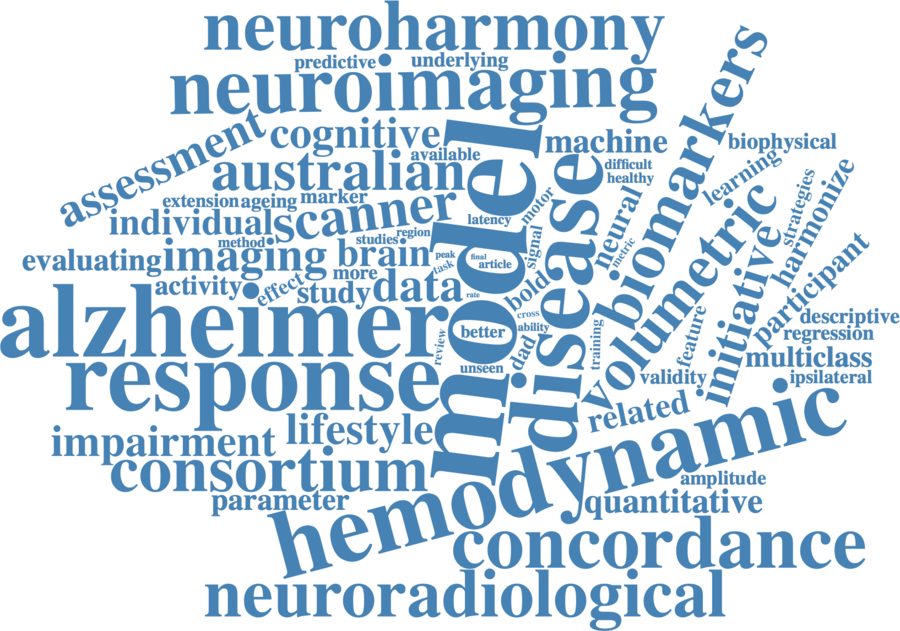 neuroharmony
predictive
underlying
neuroimaging
assessment
cognitive
available
australian
model
machine
biomarkers
biophysical
difficult
healthy
learning
extension
ageing
marker
individual
scanner
latency
motor
disease
neural
strategies
harmonize
method
studies
region
evaluating
imaging
brain
peak
task
final
article
signal
metric
volumetric
initiative
participant
activity
effect
more
study
data
rate
bold
cross
alzheimer
review
better
ability
dad
training
feature
descriptive
regression
response
unseen
validity
multiclass
ipsilateral
impairment
lifestyle
related
consortium
hemodynamic
parameter
amplitude
quantitative
concordance
neuroradiological